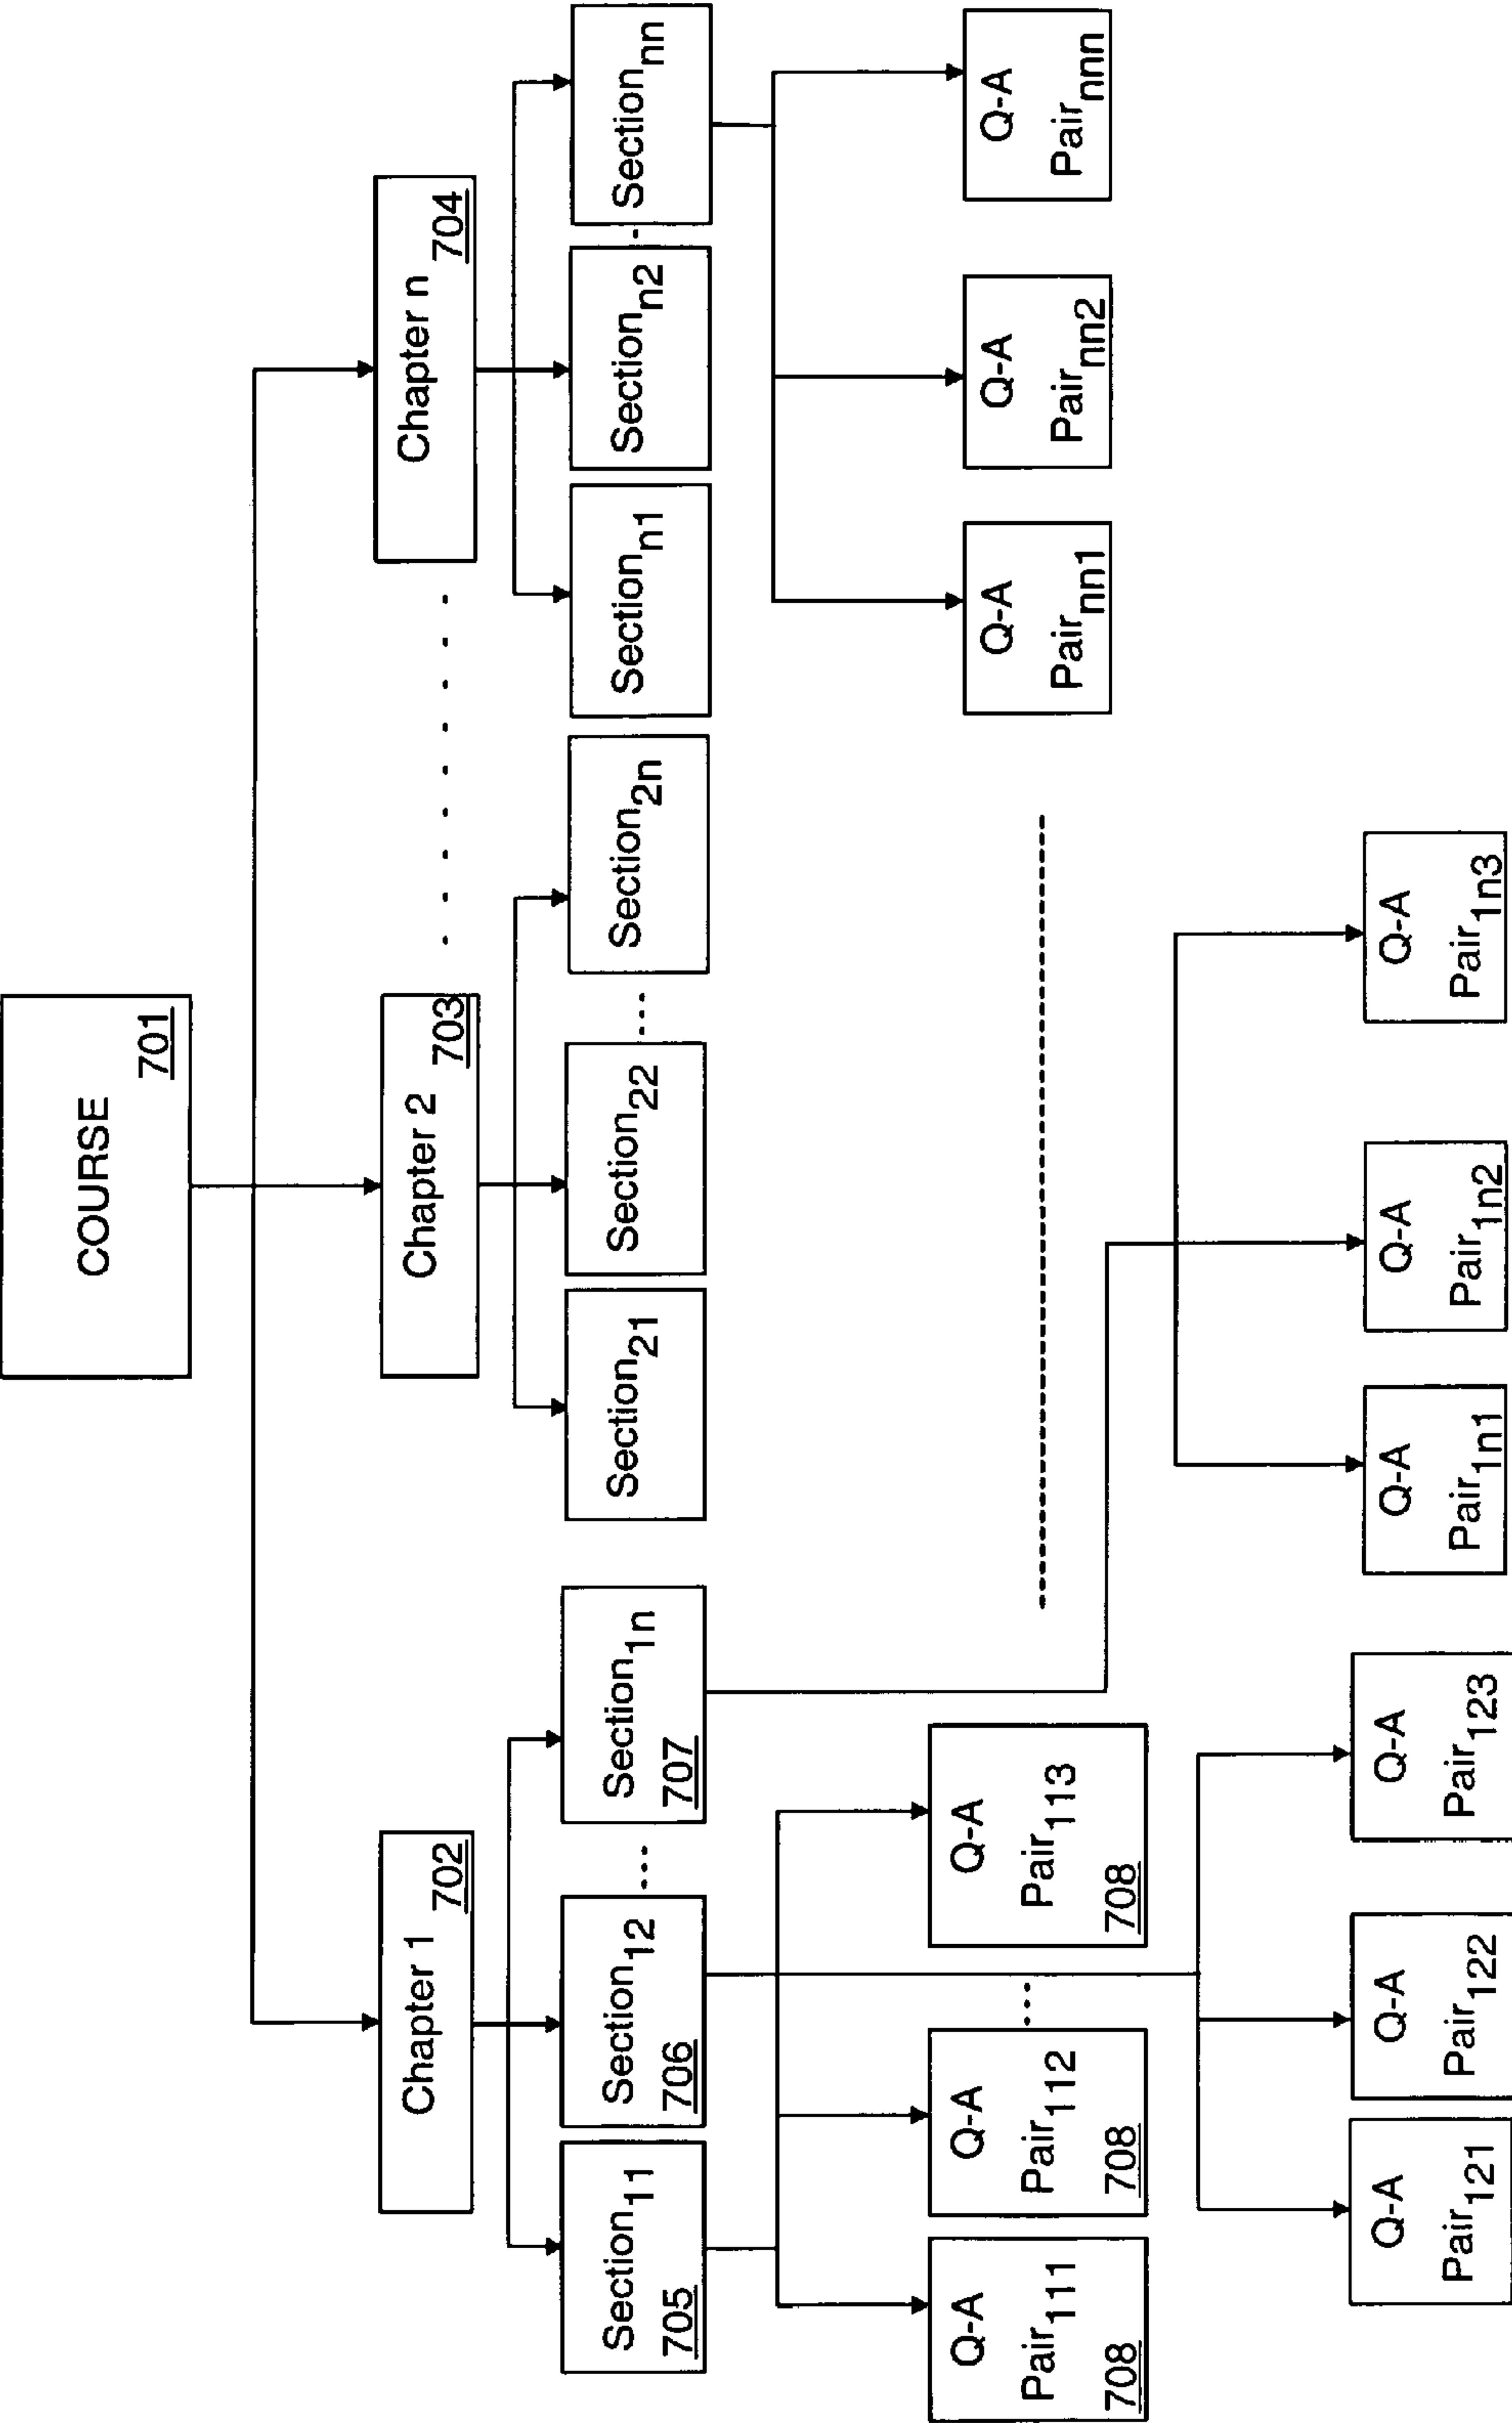 COURSE
701
Chapter 1
702
Chapter 2
703
. . . . . . . . .
Chapter n
704
Section11
705
Section12
706
...
Section1n
707
Section21
Section22
...
Section2n
Sectionn1
Sectionn2
...
Sectionnn
Q-A
Pair111
708
Q-A
Pair112
708
...
Q-A
Pair113
708
Q-A
Pairnn1
Q-A
Pairnn2
Q-A
Pairnnn
Q-A
Pair121
Q-A
Pair122
Q-A
Pair123
Q-A
Pair1n1
Q-A
Pair1n2
Q-A
Pair1n3